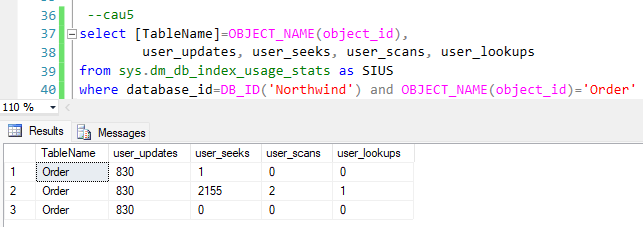 36 --cau5
37 select [TableName]=OBJECT_NAME(object_id),
38 user_updates, user_seeks, user_scans, user_lookups
39 from sys.dm_db_index_usage_stats as SIUS
40 where database_id=DB_ID('Northwind') and OBJECT_NAME(object_id)='Order'
110 %
Results Messages
TableName user_updates user_seeks user_scans user_lookups
1 Order 830 1 0 0
2 Order 830 2155 2 1
3 Order 830 0 0 0